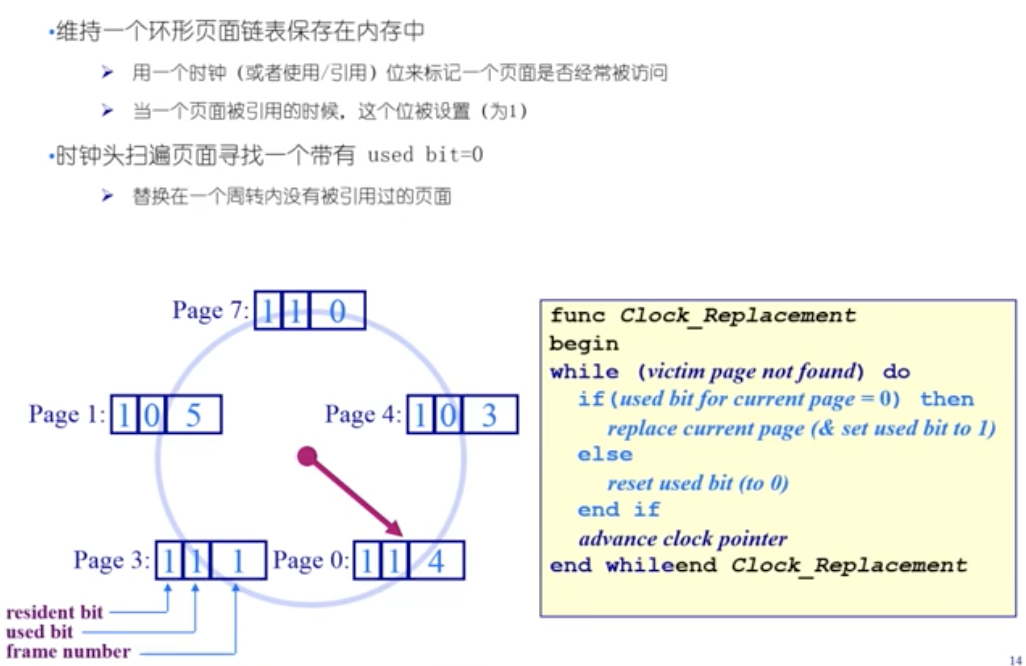 •维持一个环形页面链表保存在内存中
➢ 用一个时钟（或者使用/引用）位来标记一个页面是否经常被访问
➢ 当一个页面被引用的时候，这个位被设置（为1）
•时钟头扫遍页面寻找一个带有 used bit=0
➢ 替换在一个周转内没有被引用过的页面
Page 7: 1 1 0
Page 1: 1 0 5
Page 4: 1 0 3
Page 3: 1 1 1
Page 0: 1 1 4
resident bit
used bit
frame number
func Clock_Replacement
begin
while (victim page not found) do
if(used bit for current page = 0) then
replace current page (& set used bit to 1)
else
reset used bit (to 0)
end if
advance clock pointer
end whileend Clock_Replacement
14